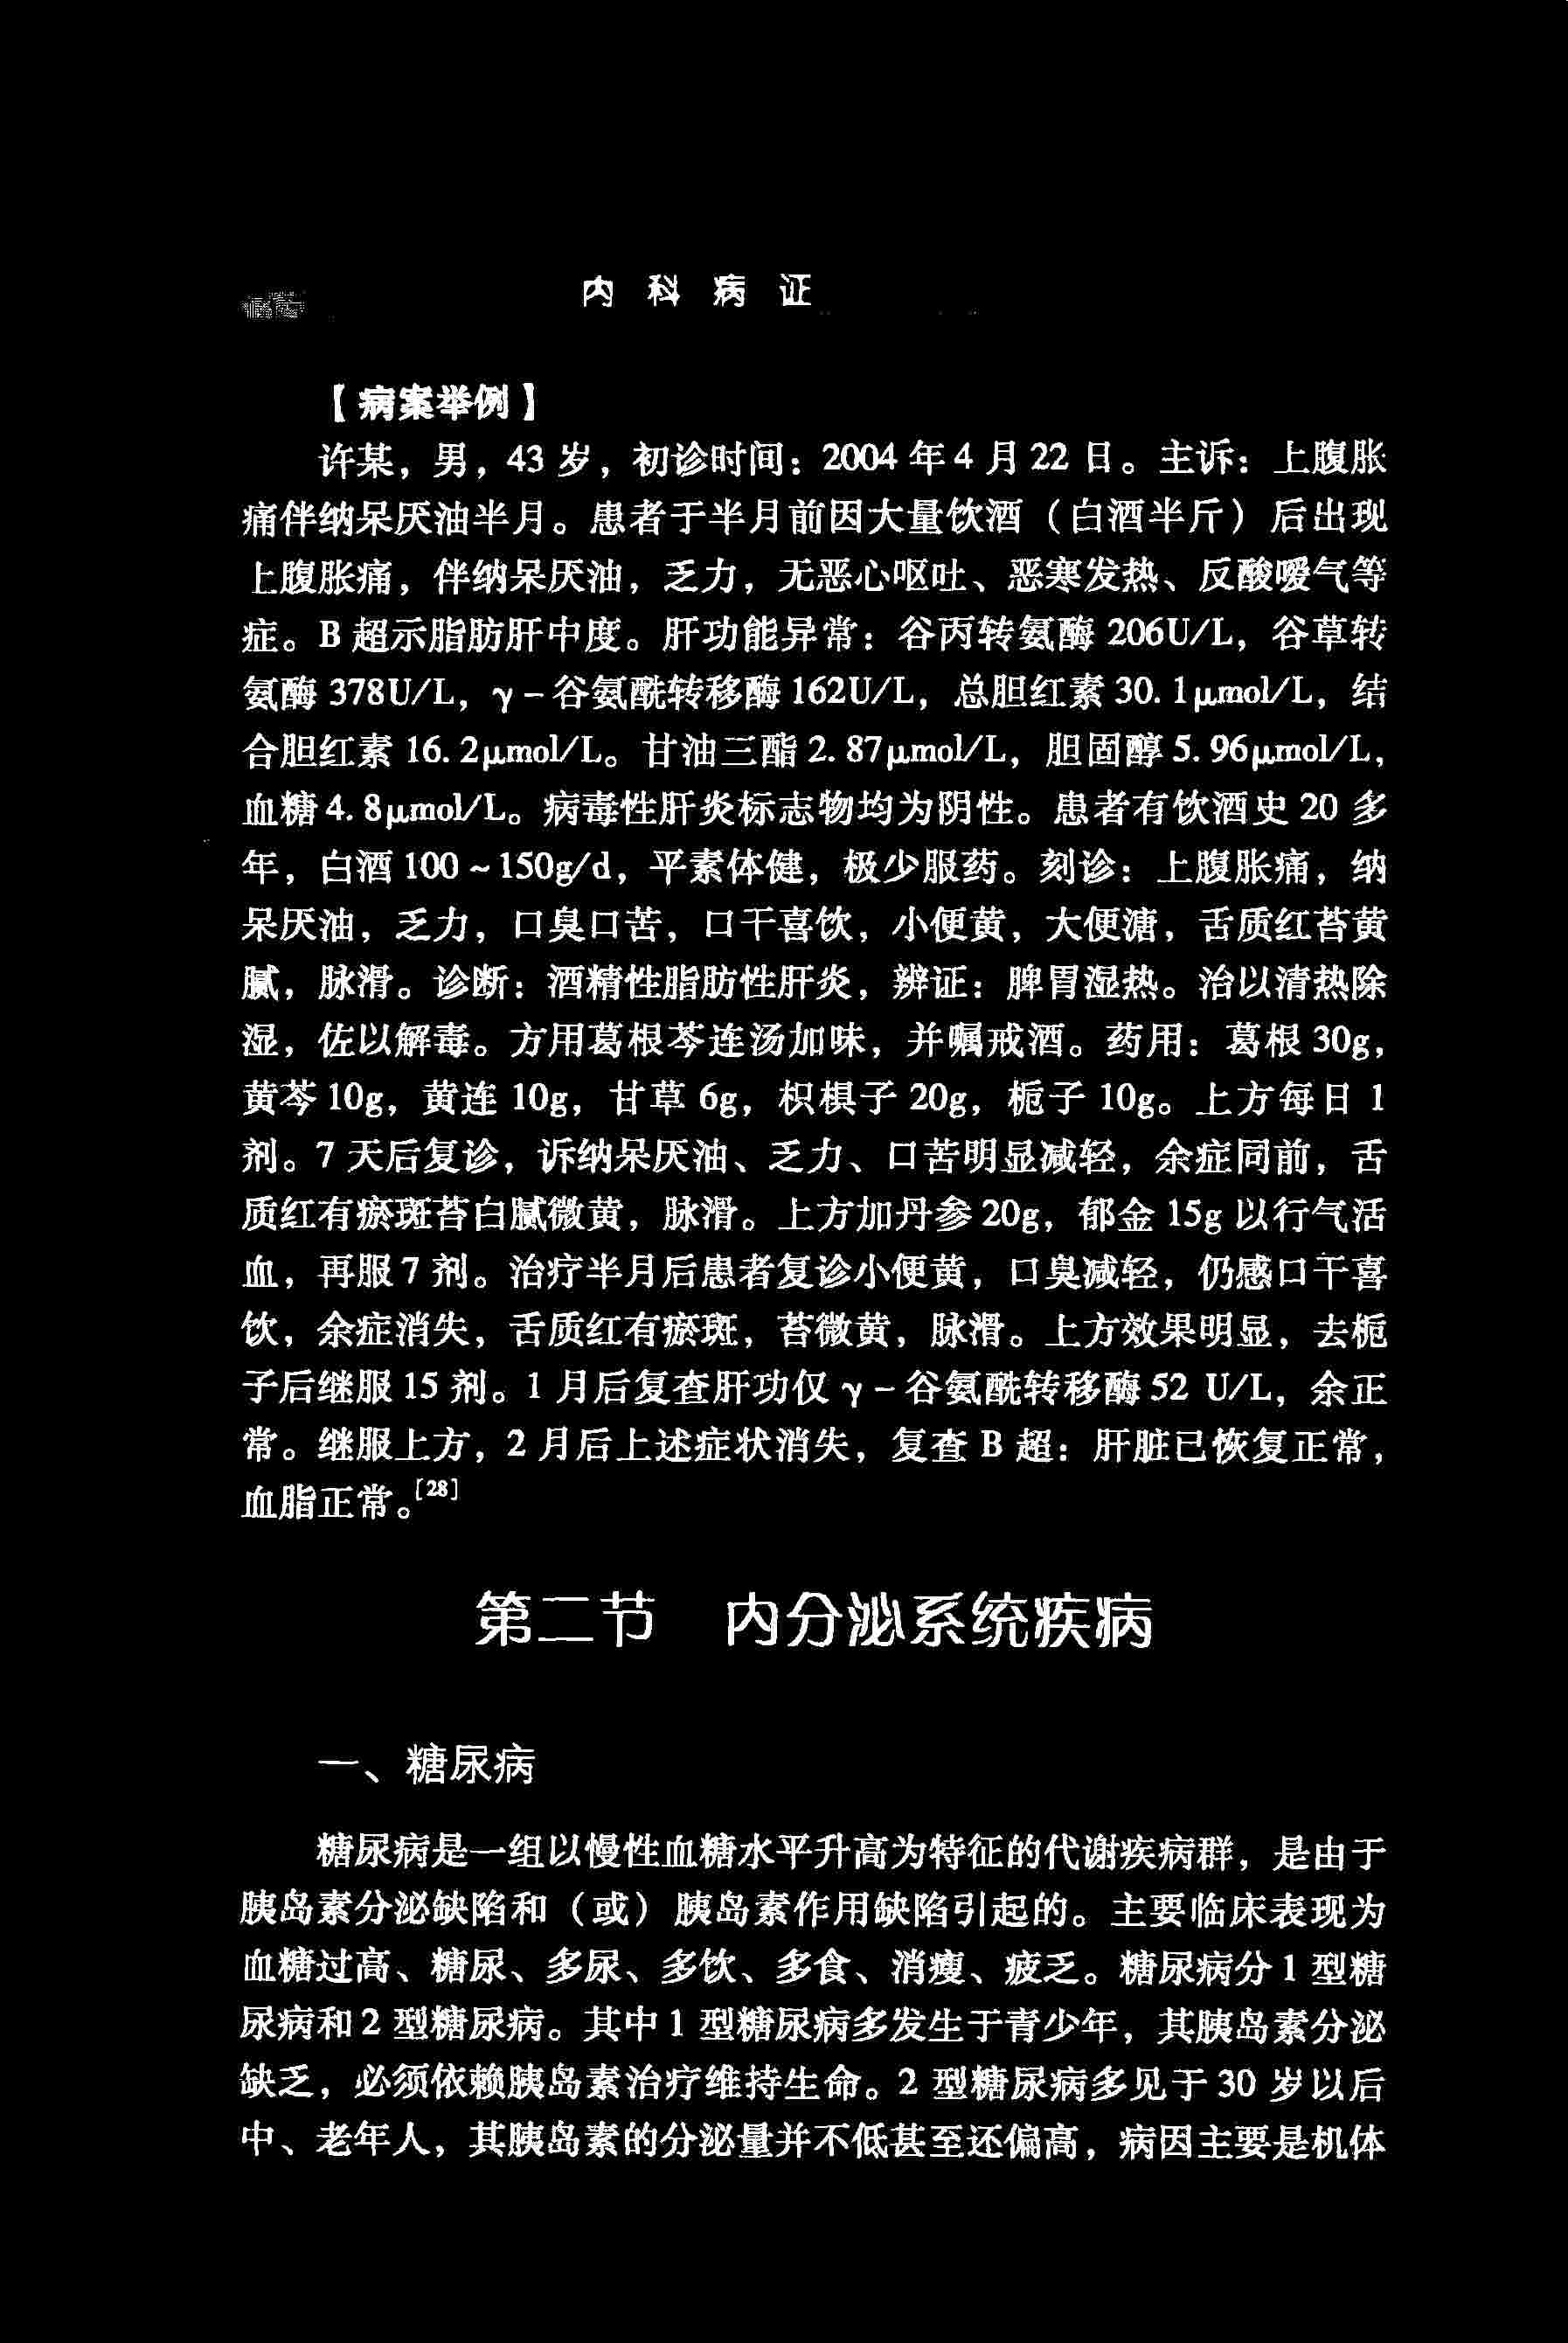 内科病证
【病案举例】
许某，男，43 岁，初诊时间：2004 年 4 月 22 日。主诉：上腹胀
痛伴纳呆厌油半月。患者于半月前因大量饮酒（白酒半斤）后出现
上腹胀痛，伴纳呆厌油，乏力，无恶心呕吐、恶寒发热、反酸嗳气等
症。B 超示脂肪肝中度。肝功能异常：谷丙转氨酶 206U/L，谷草转
氨酶 378U/L，γ－谷氨酰转移酶 162U/L，总胆红素 30. 1μmol/L，结
合胆红素 16. 2μmol/L。甘油三酯 2. 87μmol/L，胆固醇 5. 96μmol/L，
血糖 4. 8μmol/L。病毒性肝炎标志物均为阴性。患者有饮酒史 20 多
年，白酒 100～150g/d，平素体健，极少服药。刻诊：上腹胀痛，纳
呆厌油，乏力，口臭口苦，口干喜饮，小便黄，大便溏，舌质红苔黄
腻，脉滑。诊断：酒精性脂肪性肝炎，辨证：脾胃湿热。治以清热除
湿，佐以解毒。方用葛根芩连汤加味，并嘱戒酒。药用：葛根 30g，
黄芩 10g，黄连 10g，甘草 6g，枳椇子 20g，栀子 10g。上方每日 1
剂。7 天后复诊，诉纳呆厌油、乏力、口苦明显减轻，余症同前，舌
质红有瘀斑苔白腻微黄，脉滑。上方加丹参 20g，郁金 15g 以行气活
血，再服 7 剂。治疗半月后患者复诊小便黄，口臭减轻，仍感口干喜
饮，余症消失，舌质红有瘀斑，苔微黄，脉滑。上方效果明显，去栀
子后继服 15 剂。1 月后复查肝功仅 γ－谷氨酰转移酶 52 U/L，余正
常。继服上方，2 月后上述症状消失，复查 B 超：肝脏已恢复正常，
血脂正常。[28]
第二节　内分泌系统疾病
一、糖尿病
糖尿病是一组以慢性血糖水平升高为特征的代谢疾病群，是由于
胰岛素分泌缺陷和（或）胰岛素作用缺陷引起的。主要临床表现为
血糖过高、糖尿、多尿、多饮、多食、消瘦、疲乏。糖尿病分 1 型糖
尿病和 2 型糖尿病。其中 1 型糖尿病多发生于青少年，其胰岛素分泌
缺乏，必须依赖胰岛素治疗维持生命。2 型糖尿病多见于 30 岁以后
中、老年人，其胰岛素的分泌量并不低甚至还偏高，病因主要是机体